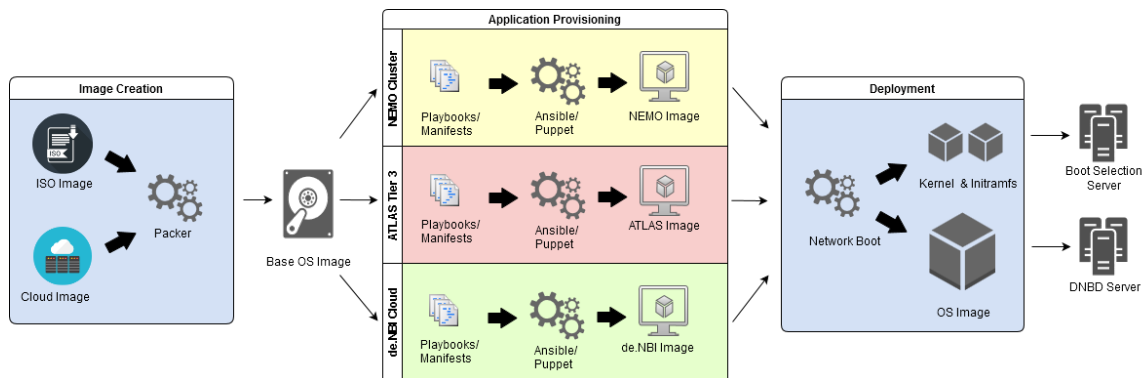 Image Creation
ISO
ISO Image
Cloud Image
Packer
Base OS Image
Application Provisioning
NEMO Cluster
Playbooks/
Manifests
Ansible/
Puppet
NEMO Image
ATLAS Tier 3
Playbooks/
Manifests
Ansible/
Puppet
ATLAS Image
de.NBI Cloud
Playbooks/
Manifests
Ansible/
Puppet
de.NBI Image
Deployment
Network Boot
Kernel & Initramfs
OS Image
Boot Selection
Server
DNBD Server